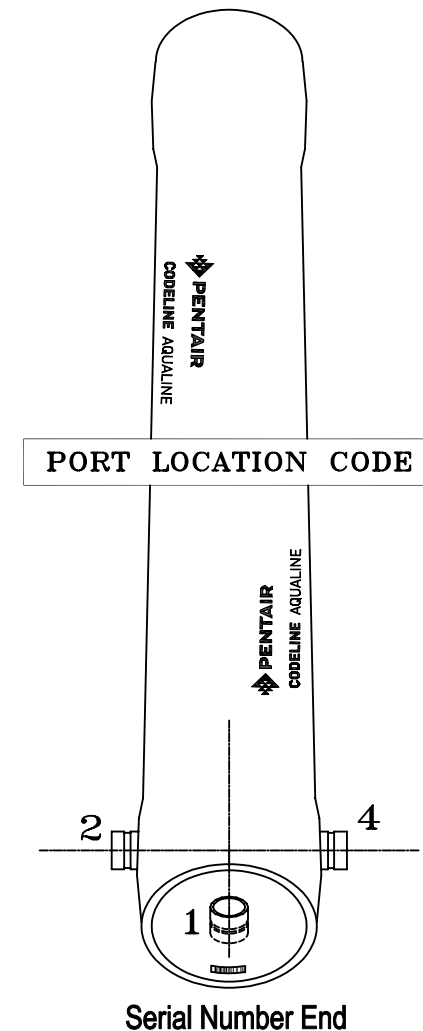 PENTAIR
CODELINE AQUALINE
PORT LOCATION CODE
PENTAIR
CODELINE AQUALINE
2
4
1
Serial Number End